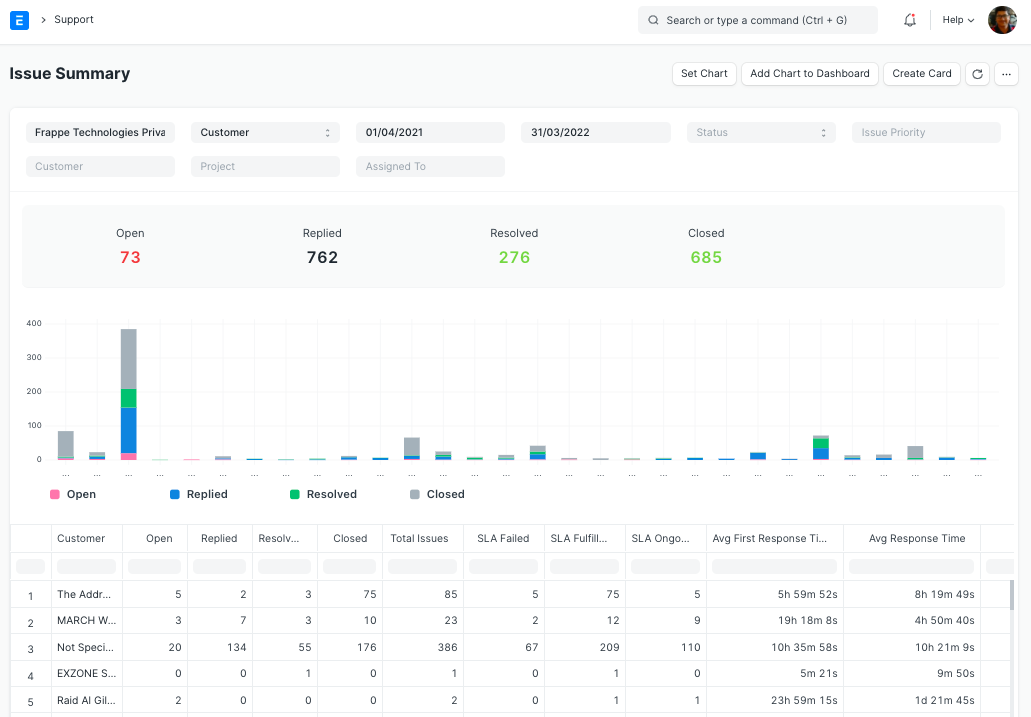 E > Support
Search or type a command (Ctrl + G)
Help
Issue Summary
Set Chart
Add Chart to Dashboard
Create Card
...
Frappe Technologies Priva
Customer
01/04/2021
31/03/2022
Status
Issue Priority
Customer
Project
Assigned To
Open Replied Resolved Closed
73 762 276 685
400
300
200
100
0
... ... ... ... ... ... ... ... ... ... ... ... ... ... ... ... ... ... ... ... ... ... ... ... ... ... ... ... ... ...
Open Replied Resolved Closed
Customer Open Replied Resolv... Closed Total Issues SLA Failed SLA Fulfill... SLA Ongo... Avg First Response Ti... Avg Response Time
1 The Addr... 5 2 3 75 85 5 75 5 5h 59m 52s 8h 19m 49s
2 MARCH W... 3 7 3 10 23 2 12 9 19h 18m 8s 4h 50m 40s
3 Not Speci... 20 134 55 176 386 67 209 110 10h 35m 58s 10h 21m 9s
4 EXZONE S... 0 0 1 0 1 0 1 0 5m 21s 9m 50s
5 Raid Al Gil... 2 0 0 0 2 0 1 1 23h 59m 15s 1d 21m 45s